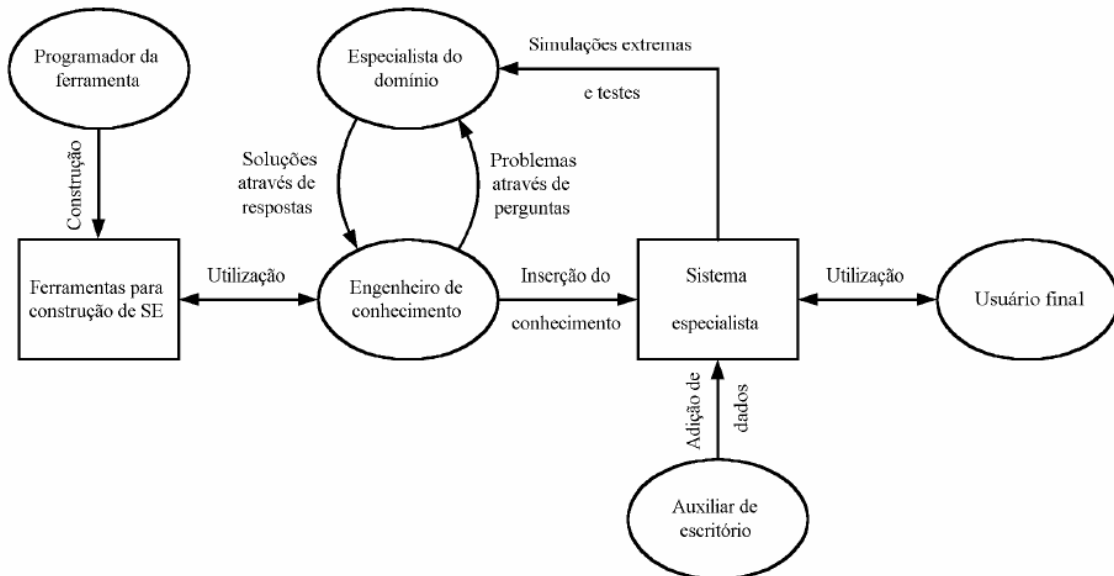 Programador da
ferramenta
Especialista do
domínio
Simulações extremas
e testes
Construção
Soluções
através de
respostas
Problemas
através de
perguntas
Ferramentas para
construção de SE
Utilização
Engenheiro de
conhecimento
Inserção do
conhecimento
Sistema
especialista
Utilização
Usuário final
Adição de
dados
Auxiliar de
escritório